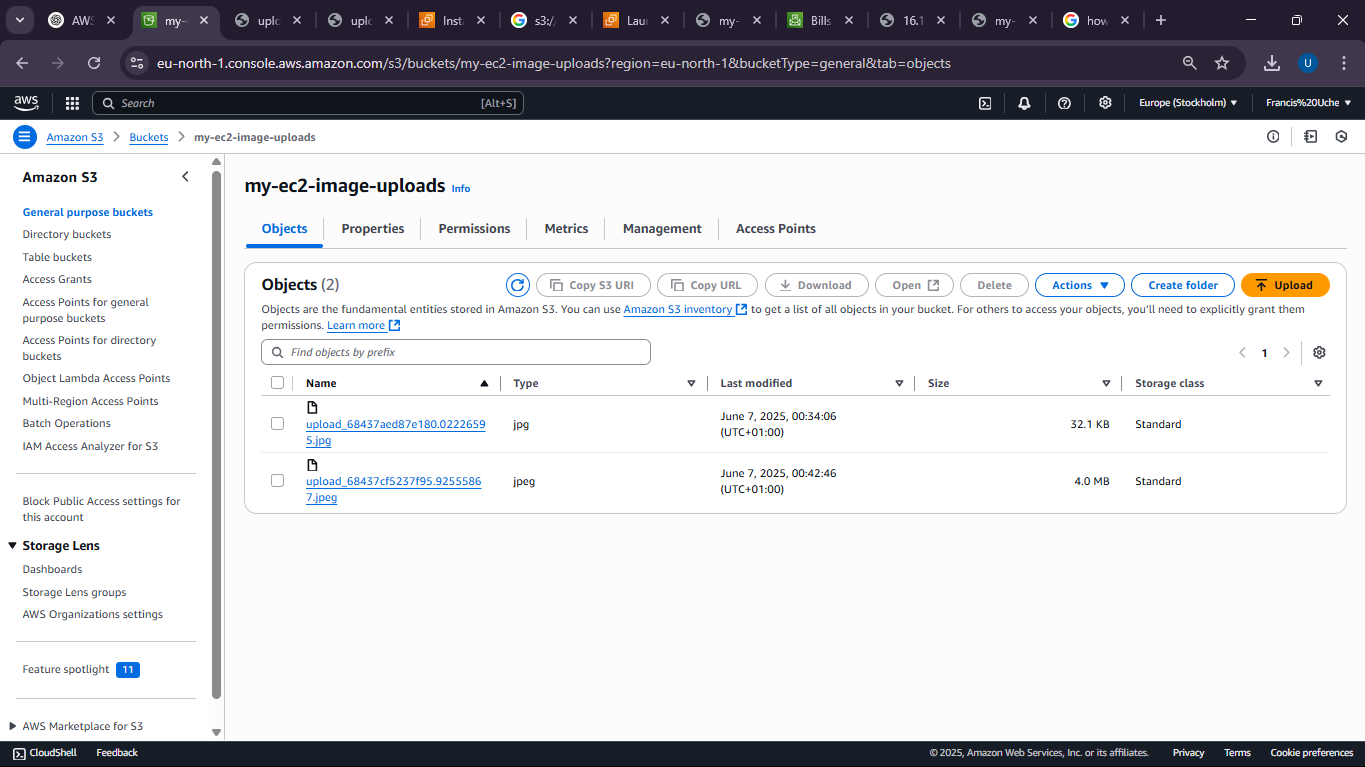 AWS
my-
uplo
uplo
Insta
s3://
Laun
my-
Bills
16.1
my-
how
eu-north-1.console.aws.amazon.com/s3/buckets/my-ec2-image-uploads?region=eu-north-1&bucketType=general&tab=objects
U
aws
Search
[Alt+S]
Europe (Stockholm)
Francis%20Uche
Amazon S3
Buckets
my-ec2-image-uploads
Amazon S3
General purpose buckets
Directory buckets
Table buckets
Access Grants
Access Points for general
purpose buckets
Access Points for directory
buckets
Object Lambda Access Points
Multi-Region Access Points
Batch Operations
IAM Access Analyzer for S3
Block Public Access settings for
this account
Storage Lens
Dashboards
Storage Lens groups
AWS Organizations settings
Feature spotlight 11
AWS Marketplace for S3
my-ec2-image-uploads Info
Objects
Properties
Permissions
Metrics
Management
Access Points
Objects (2)
Copy S3 URI
Copy URL
Download
Open
Delete
Actions
Create folder
Upload
Objects are the fundamental entities stored in Amazon S3. You can use Amazon S3 inventory to get a list of all objects in your bucket. For others to access your objects, you'll need to explicitly grant them
permissions. Learn more
Find objects by prefix
1
Name
Type
Last modified
Size
Storage class
upload_68437aed87e180.0222659
5.jpg
jpg
June 7, 2025, 00:34:06
(UTC+01:00)
32.1 KB
Standard
upload_68437cf5237f95.9255586
7.jpeg
jpeg
June 7, 2025, 00:42:46
(UTC+01:00)
4.0 MB
Standard
CloudShell
Feedback
© 2025, Amazon Web Services, Inc. or its affiliates.
Privacy
Terms
Cookie preferences